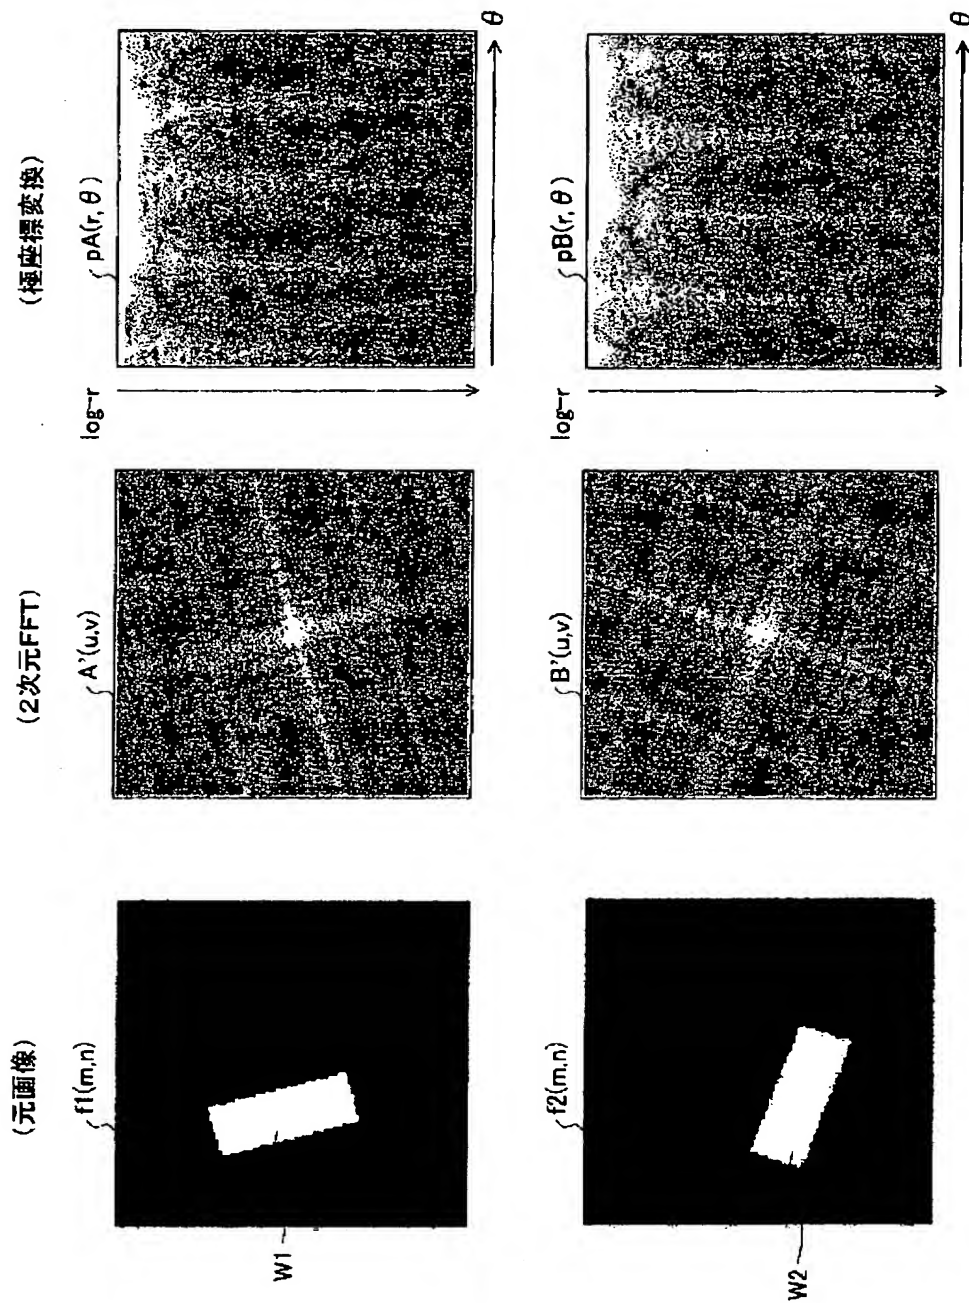 (元画像)
f1(m,n)
W1
f2(m,n)
W2
(2次元FFT)
A'(u,v)
B'(u,v)
(極座標変換)
pA(r,θ)
log-r
θ
pB(r,θ)
log-r
θ